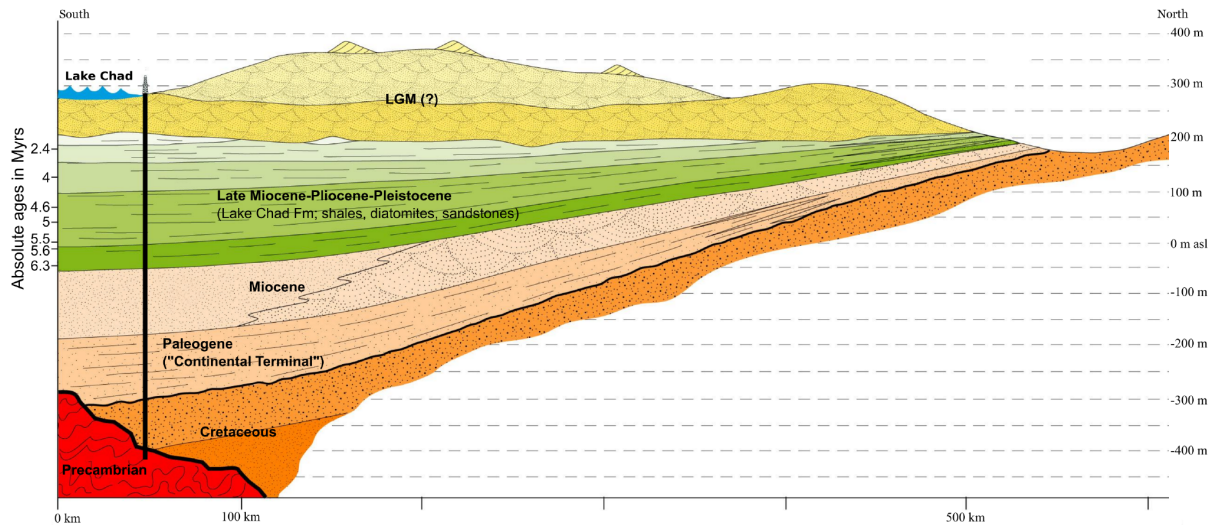 South
North
400 m
Lake Chad
300 m
LGM (?)
200 m
Absolute ages in Myrs
2.4
4
4.6
5
5.5
5.6
6.3
Late Miocene-Pliocene-Pleistocene
(Lake Chad Fm; shales, diatomites, sandstones)
100 m
0 m asl
Miocene
-100 m
Paleogene
("Continental Terminal")
-200 m
-300 m
Cretaceous
-400 m
Precambrian
0 km
100 km
500 km